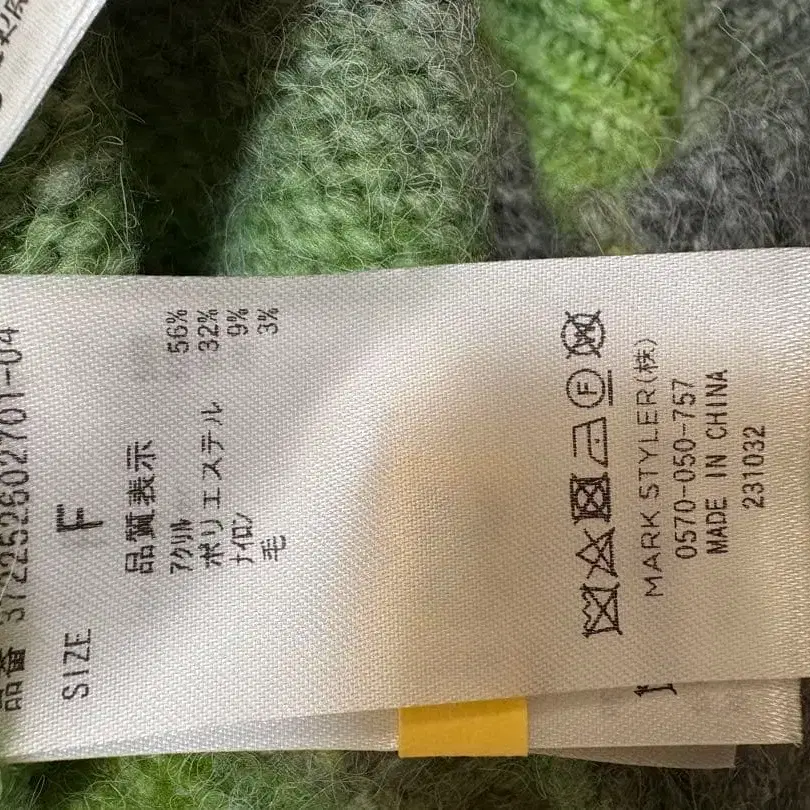 品番 372252602701-04
SIZE F
品質表示
アクリル 56%
ポリエステル 32%
ナイロン 9%
毛 3%
MARK STYLER(株)
0570-050-757
MADE IN CHINA
231032